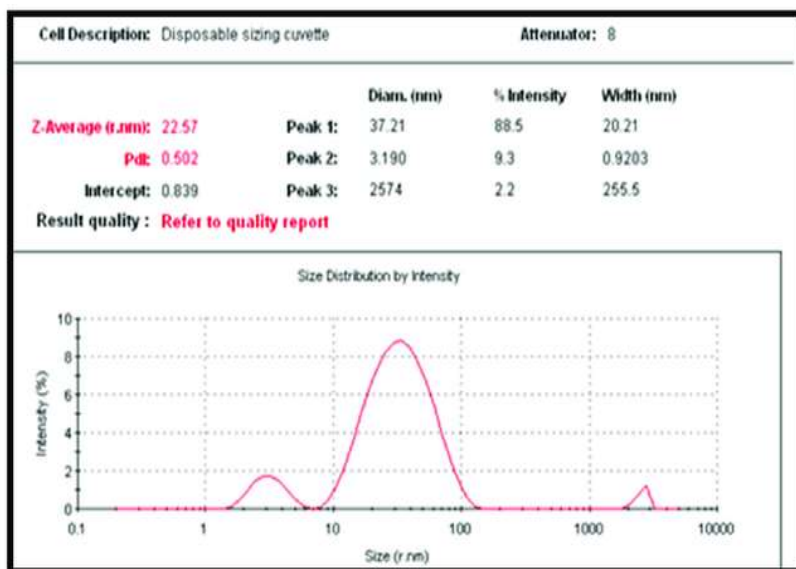 Cell Description: Disposable sizing cuvette Attenuator: 8
Diam. (nm) % Intensity Width (nm)
Z-Average (r.nm): 22.57 Peak 1: 37.21 88.5 20.21
PdI: 0.502 Peak 2: 3.190 9.3 0.9203
Intercept: 0.839 Peak 3: 2574 2.2 255.5
Result quality : Refer to quality report
Size Distribution by Intensity
10
8
6
4
2
0
Intensity (%)
0.1 1 10 100 1000 10000
Size (r.nm)